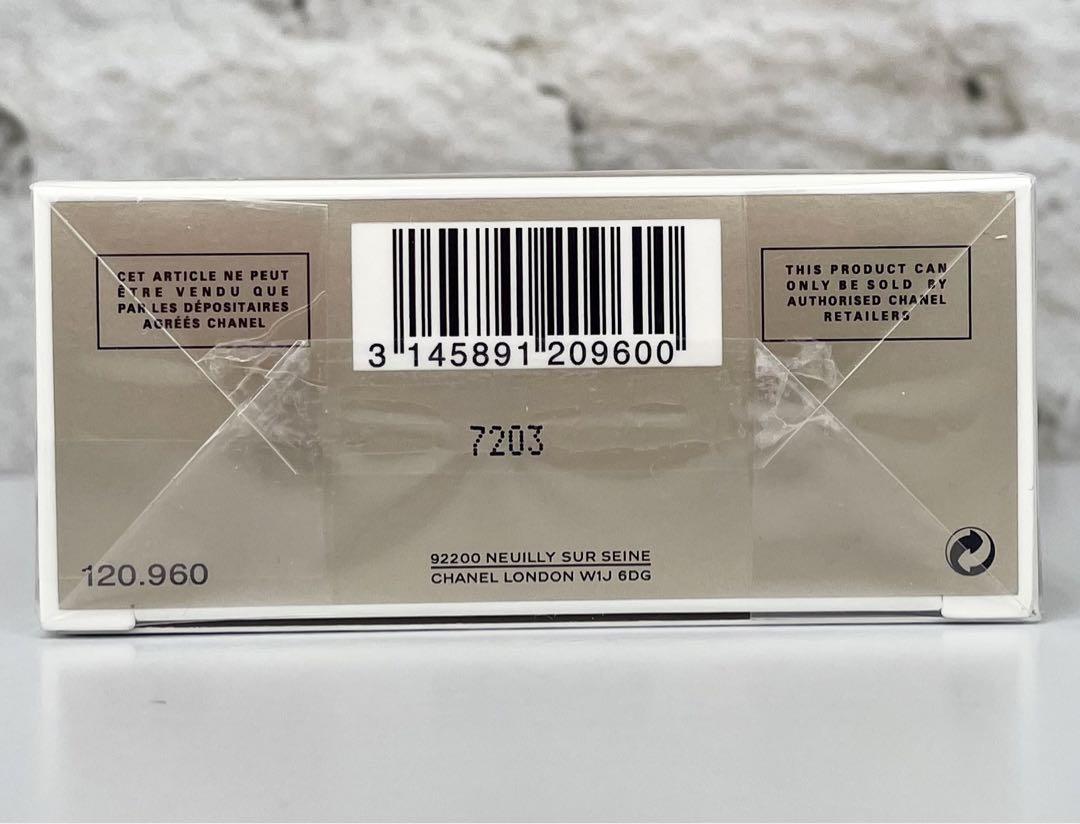 CET ARTICLE NE PEUT
ÊTRE VENDU QUE
PAR LES DÉPOSITAIRES
AGRÉÉS CHANEL
3 145891 209600
THIS PRODUCT CAN
ONLY BE SOLD BY
AUTHORISED CHANEL
RETAILERS
7203
120.960
92200 NEUILLY SUR SEINE
CHANEL LONDON W1J 6DG